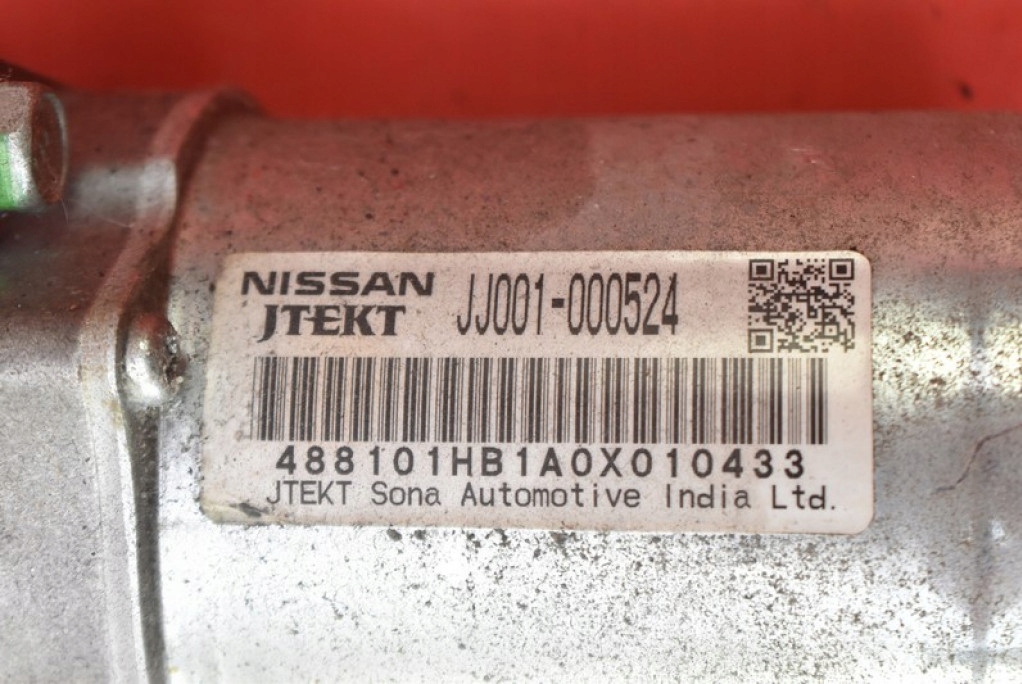 NISSAN JJ001-000524
JTEKT
488101HB1A0X010433
JTEKT Sona Automotive India Ltd.